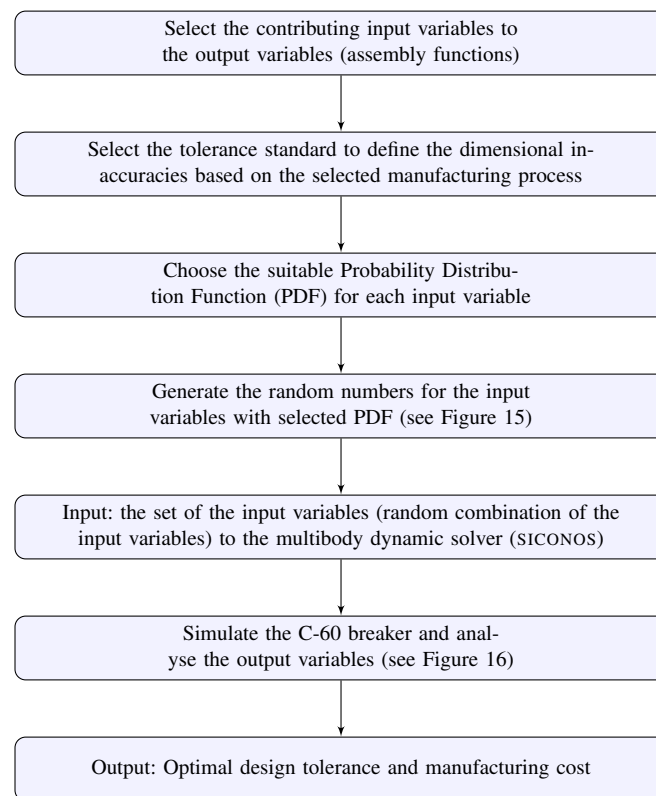 Select the contributing input variables to
the output variables (assembly functions)
Select the tolerance standard to define the dimensional in-
accuracies based on the selected manufacturing process
Choose the suitable Probability Distribu-
tion Function (PDF) for each input variable
Generate the random numbers for the input
variables with selected PDF (see Figure 15)
Input: the set of the input variables (random combination of the
input variables) to the multibody dynamic solver (SICONOS)
Simulate the C-60 breaker and anal-
yse the output variables (see Figure 16)
Output: Optimal design tolerance and manufacturing cost